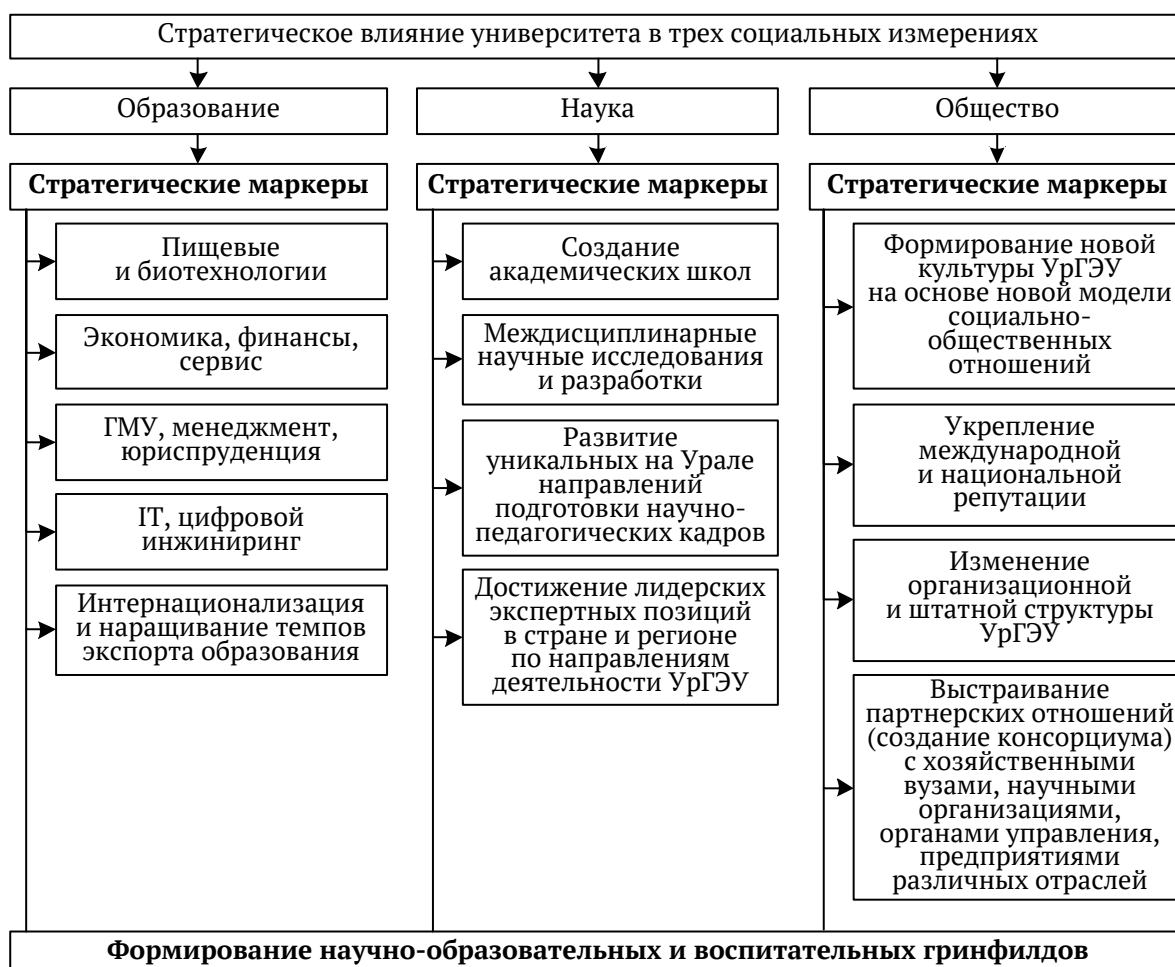 Стратегическое влияние университета в трех социальных измерениях
Образование
Наука
Общество
Стратегические маркеры
Стратегические маркеры
Стратегические маркеры
Пищевые
и биотехнологии
Экономика, финансы,
сервис
ГМУ, менеджмент,
юриспруденция
IT, цифровой
инжиниринг
Интернационализация
и наращивание темпов
экспорта образования
Создание
академических школ
Междисциплинарные
научные исследования
и разработки
Развитие
уникальных на Урале
направлений
подготовки научно-
педагогических кадров
Достижение лидерских
экспертных позиций
в стране и регионе
по направлениям
деятельности УрГЭУ
Формирование новой
культуры УрГЭУ
на основе новой модели
социально-
общественных
отношений
Укрепление
международной
и национальной
репутации
Изменение
организационной
и штатной структуры
УрГЭУ
Выстраивание
партнерских отношений
(создание консорциума)
с хозяйственными
вузами, научными
организациями,
органами управления,
предприятиями
различных отраслей
Формирование научно-образовательных и воспитательных гринфилдов